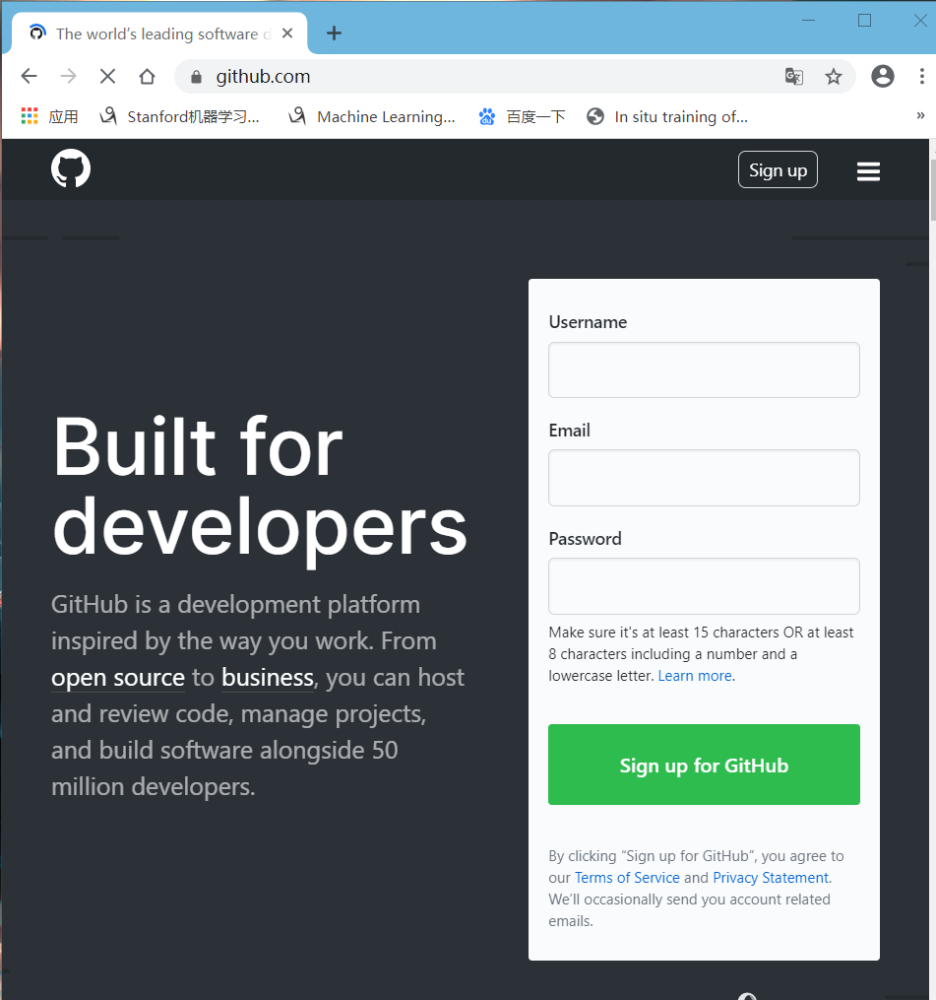 The world's leading software d
github.com
应用
Stanford机器学习...
Machine Learning...
百度一下
In situ training of...
»
Sign up
Built for
developers
GitHub is a development platform
inspired by the way you work. From
open source to business, you can host
and review code, manage projects,
and build software alongside 50
million developers.
Username
Email
Password
Make sure it's at least 15 characters OR at least
8 characters including a number and a
lowercase letter. Learn more.
Sign up for GitHub
By clicking “Sign up for GitHub”, you agree to
our Terms of Service and Privacy Statement.
We’ll occasionally send you account related
emails.